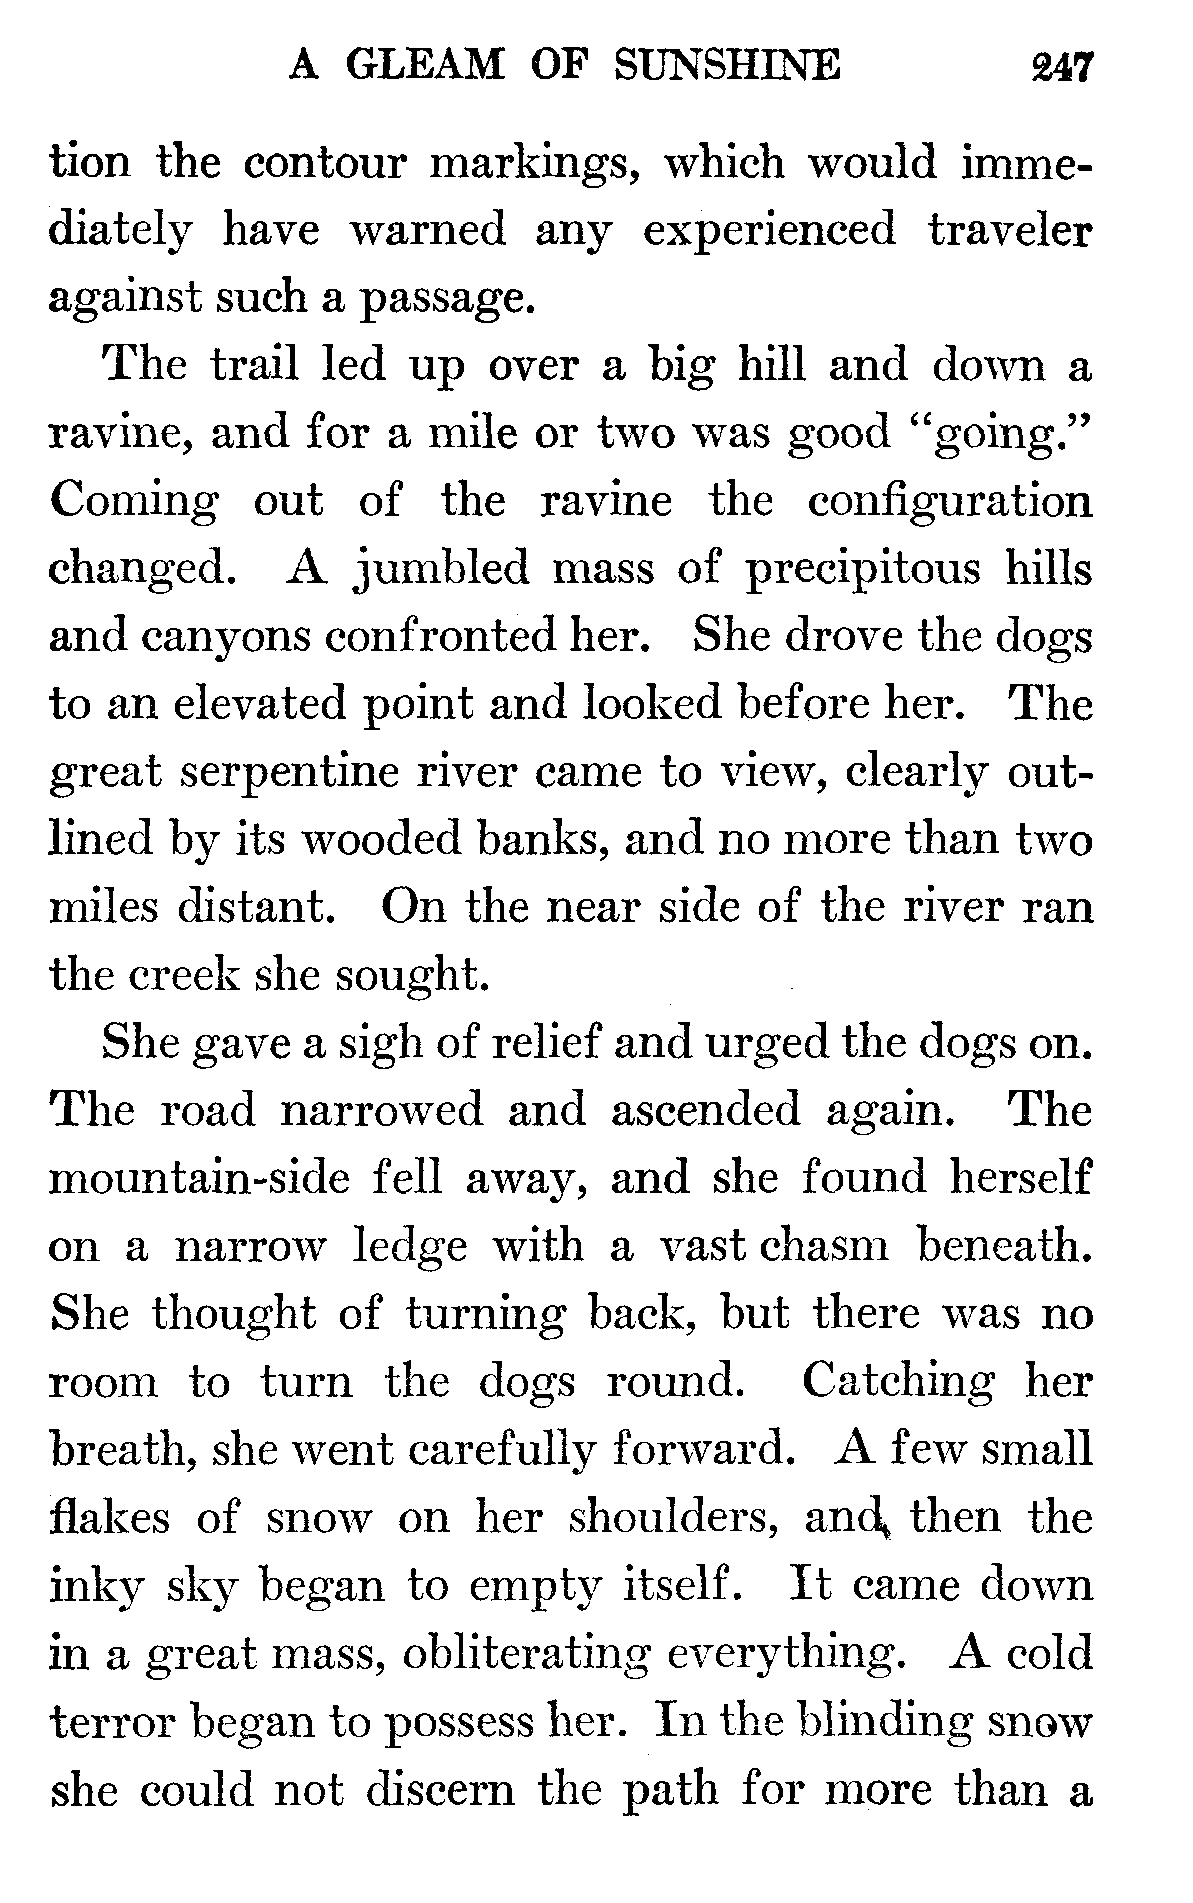 A GLEAM OF SUNSHINE 247
tion the contour markings, which would imme-
diately have warned any experienced traveler
against such a passage.
The trail led up over a big hill and down a
ravine, and for a mile or two was good “going.”
Coming out of the ravine the configuration
changed. A jumbled mass of precipitous hills
and canyons confronted her. She drove the dogs
to an elevated point and looked before her. The
great serpentine river came to view, clearly out-
lined by its wooded banks, and no more than two
miles distant. On the near side of the river ran
the creek she sought.
She gave a sigh of relief and urged the dogs on.
The road narrowed and ascended again. The
mountain-side fell away, and she found herself
on a narrow ledge with a vast chasm beneath.
She thought of turning back, but there was no
room to turn the dogs round. Catching her
breath, she went carefully forward. A few small
flakes of snow on her shoulders, and then the
inky sky began to empty itself. It came down
in a great mass, obliterating everything. A cold
terror began to possess her. In the blinding snow
she could not discern the path for more than a